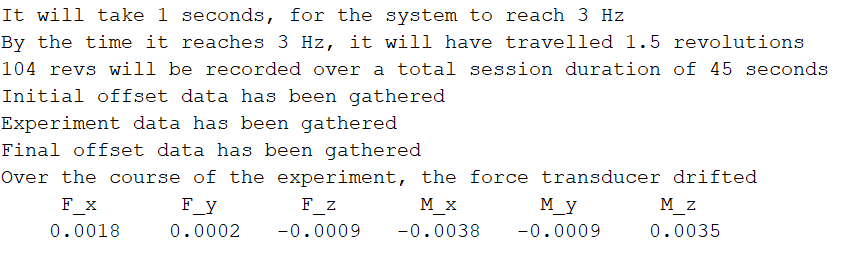 It will take 1 seconds, for the system to reach 3 Hz
By the time it reaches 3 Hz, it will have travelled 1.5 revolutions
104 revs will be recorded over a total session duration of 45 seconds
Initial offset data has been gathered
Experiment data has been gathered
Final offset data has been gathered
Over the course of the experiment, the force transducer drifted
F_x F_y F_z M_x M_y M_z
0.0018 0.0002 -0.0009 -0.0038 -0.0009 0.0035